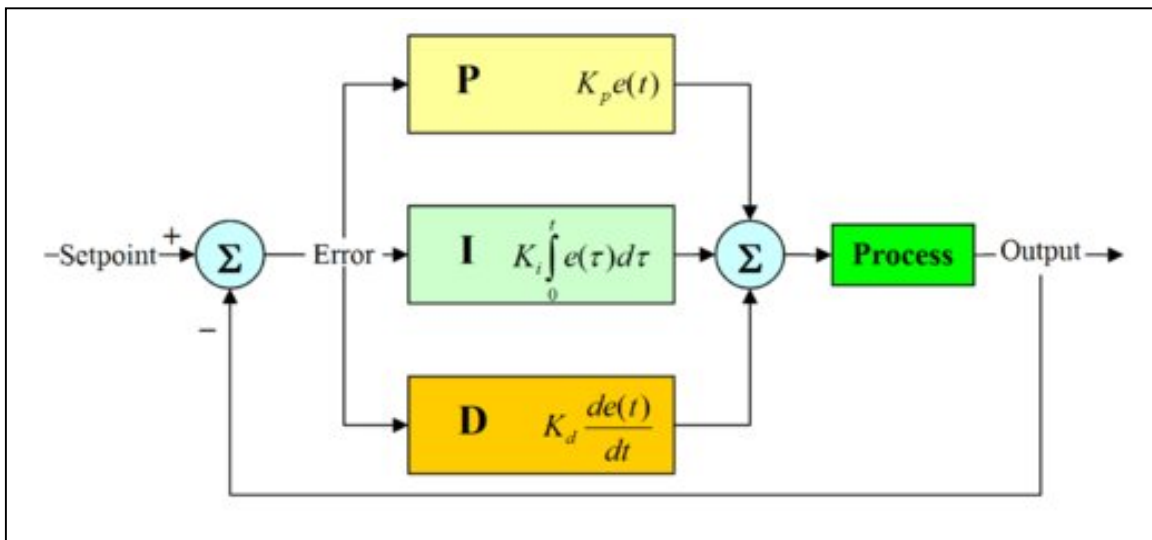 P K_p e(t)
–Setpoint + Σ Error I K_i ∫_0^t e(τ)dτ Σ Process Output
–
D K_d de(t)/dt